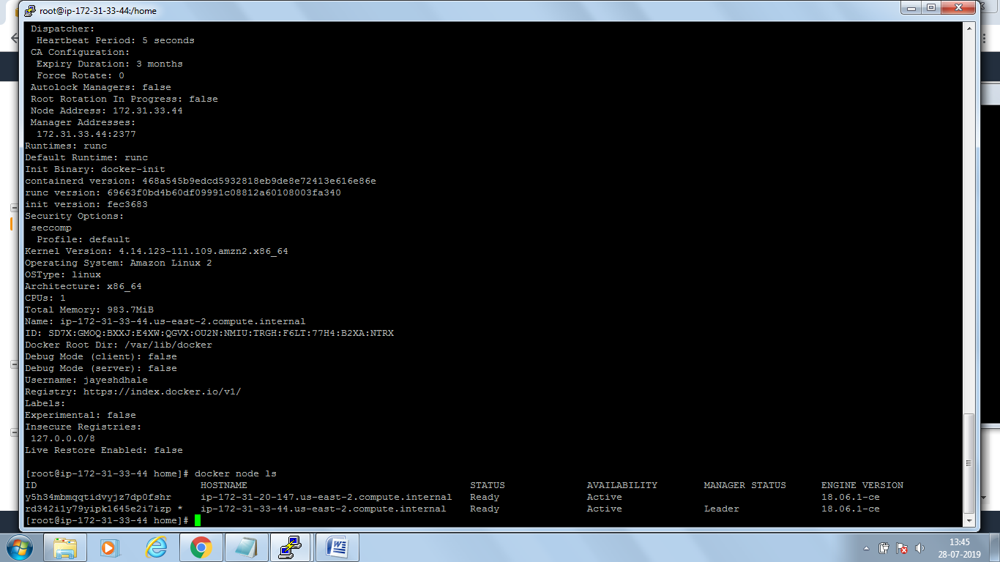 root@ip-172-31-33-44:/home
Dispatcher:
Heartbeat Period: 5 seconds
CA Configuration:
Expiry Duration: 3 months
Force Rotate: 0
Autolock Managers: false
Root Rotation In Progress: false
Node Address: 172.31.33.44
Manager Addresses:
172.31.33.44:2377
Runtimes: runc
Default Runtime: runc
Init Binary: docker-init
containerd version: 468a545b9edcd5932818eb9de8e72413e616e86e
runc version: 69663f0bd4b60df09991c08812a60108003fa340
init version: fec3683
Security Options:
seccomp
Profile: default
Kernel Version: 4.14.123-111.109.amzn2.x86_64
Operating System: Amazon Linux 2
OSType: linux
Architecture: x86_64
CPUs: 1
Total Memory: 983.7MiB
Name: ip-172-31-33-44.us-east-2.compute.internal
ID: SD7X:GMOQ:BXXJ:E4XW:QGVX:OU2N:NMIU:TRGH:F6LT:77H4:B2XA:NTRX
Docker Root Dir: /var/lib/docker
Debug Mode (client): false
Debug Mode (server): false
Username: jayeshdhale
Registry: https://index.docker.io/v1/
Labels:
Experimental: false
Insecure Registries:
127.0.0.0/8
Live Restore Enabled: false
[root@ip-172-31-33-44 home]# docker node ls
ID HOSTNAME STATUS AVAILABILITY MANAGER STATUS ENGINE VERSION
y5h34mbmqqtidvyjz7dp0fshr ip-172-31-20-147.us-east-2.compute.internal Ready Active 18.06.1-ce
rd342i1y79yipk1645e2i7izp * ip-172-31-33-44.us-east-2.compute.internal Ready Active Leader 18.06.1-ce
[root@ip-172-31-33-44 home]#
13:45
28-07-2019